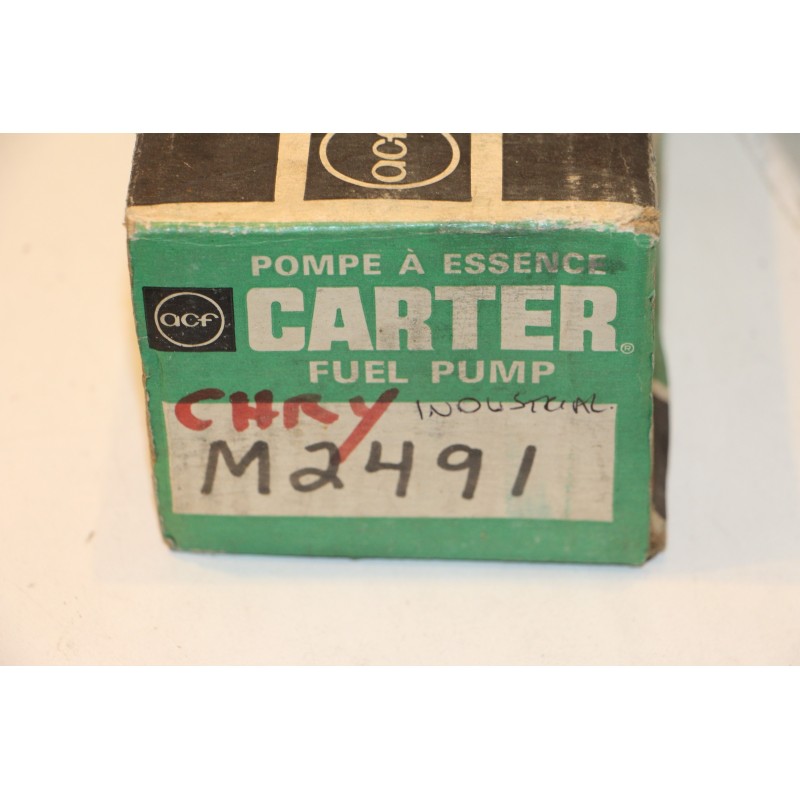 acf
POMPE À ESSENCE
acf CARTER®
FUEL PUMP
CHRY INDUSTRIAL.
M2491